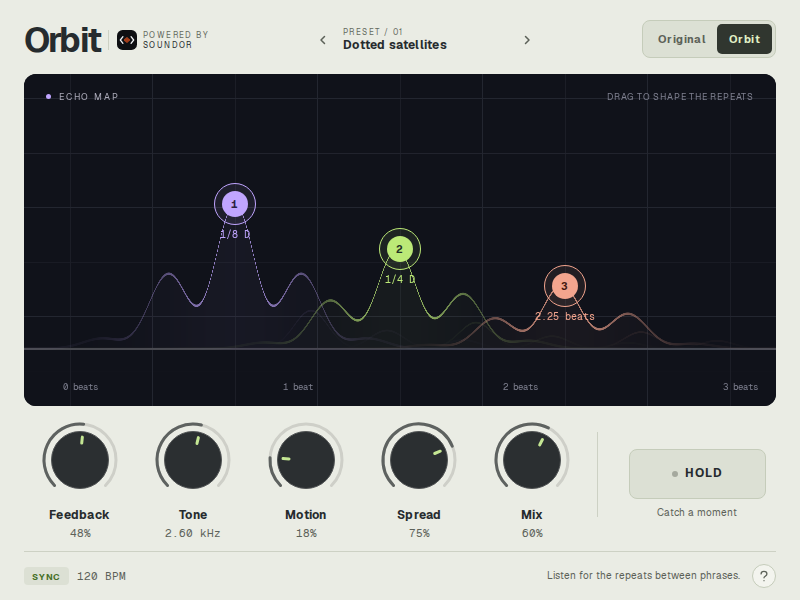 Orbit
POWERED BY
SOUNDOR
PRESET / 01
Dotted satellites
Original
Orbit
ECHO MAP
DRAG TO SHAPE THE REPEATS
1
1/8 D
2
1/4 D
3
2.25 beats
0 beats
1 beat
2 beats
3 beats
Feedback
48%
Tone
2.60 kHz
Motion
18%
Spread
75%
Mix
60%
HOLD
Catch a moment
SYNC
120 BPM
Listen for the repeats between phrases.
?